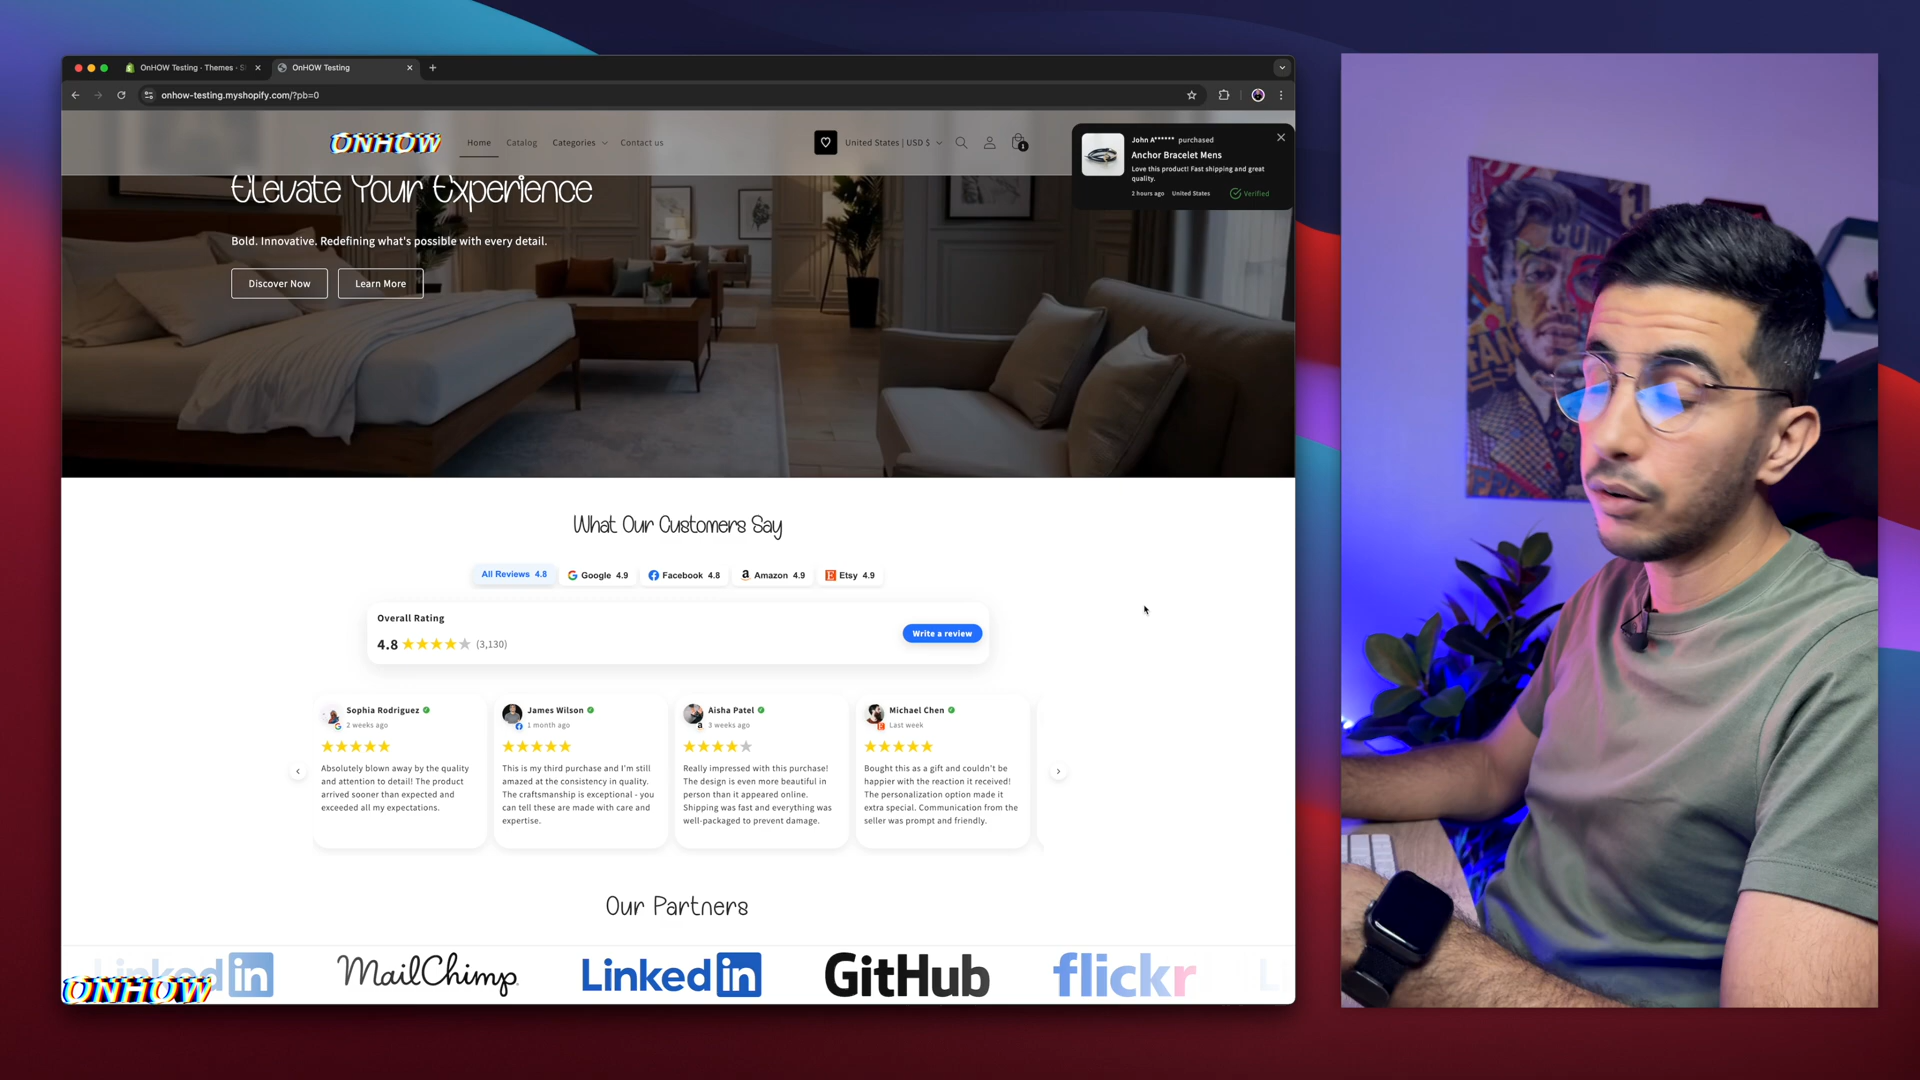 OnHOW Testing - Themes - S
OnHOW Testing
onhow-testing.myshopify.com/?pb=0
ONHOW
Home
Catalog
Categories
Contact us
United States | USD $
1
John A****** purchased
Anchor Bracelet Mens
Love this product! Fast shipping and great
quality.
2 hours ago United States Verified
Elevate Your Experience
Bold. Innovative. Redefining what's possible with every detail.
Discover Now
Learn More
What Our Customers Say
All Reviews 4.8
Google 4.9
Facebook 4.8
Amazon 4.9
Etsy 4.9
Overall Rating
4.8 (3,130)
Write a review
Sophia Rodriguez
2 weeks ago
Absolutely blown away by the quality
and attention to detail! The product
arrived sooner than expected and
exceeded all my expectations.
James Wilson
1 month ago
This is my third purchase and I'm still
amazed at the consistency in quality.
The craftsmanship is exceptional - you
can tell these are made with care and
expertise.
Aisha Patel
3 weeks ago
Really impressed with this purchase!
The design is even more beautiful in
person than it appeared online.
Shipping was fast and everything was
well-packaged to prevent damage.
Michael Chen
Last week
Bought this as a gift and couldn't be
happier with the reaction it received!
The personalization option made it
extra special. Communication from the
seller was prompt and friendly.
Our Partners
Linkedin
MailChimp
Linkedin
GitHub
flickr
Li
ONHOW